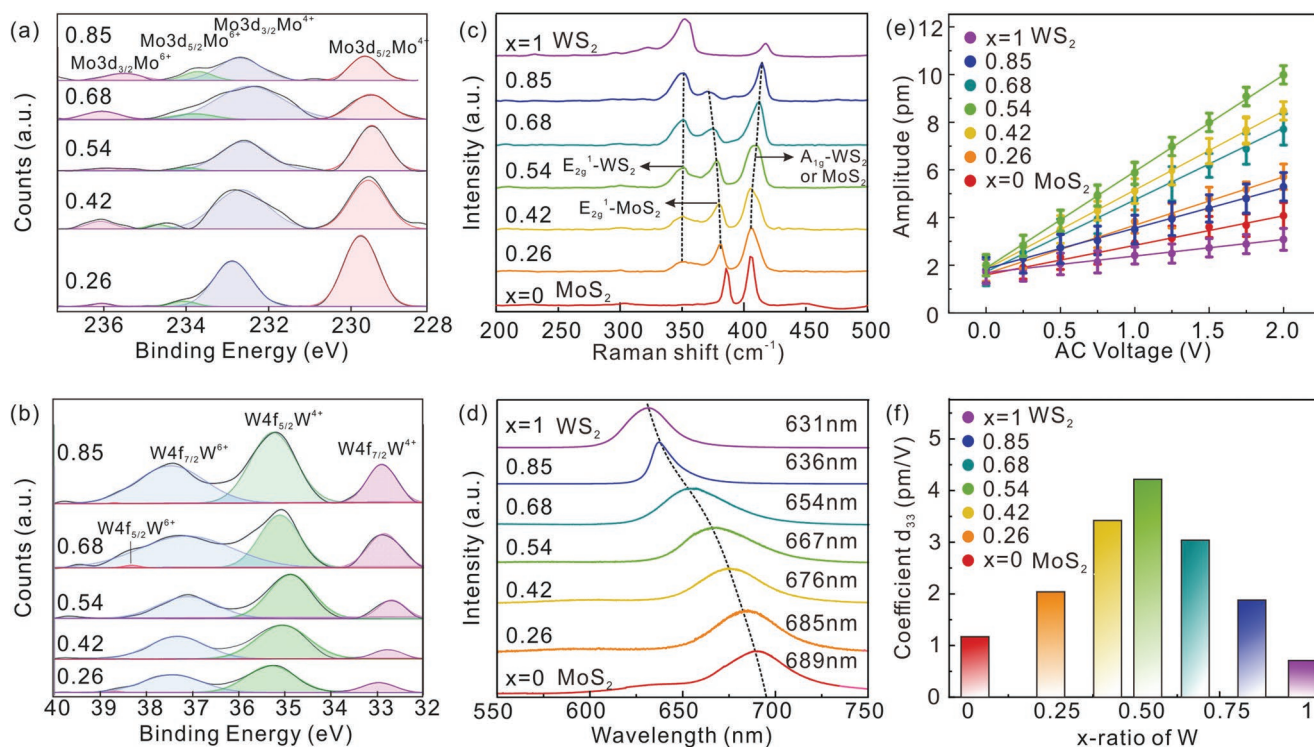 (a)
0.85
Mo3d3/2Mo6+
Mo3d5/2Mo6+
Mo3d3/2Mo4+
Mo3d5/2Mo4+
0.68
0.54
0.42
0.26
Counts (a.u.)
236 234 232 230 228
Binding Energy (eV)
(b)
0.85
W4f7/2W6+
W4f5/2W4+
W4f7/2W4+
W4f5/2W6+
0.68
0.54
0.42
0.26
Counts (a.u.)
40 39 38 37 36 35 34 33 32
Binding Energy (eV)
(c)
x=1 WS2
0.85
0.68
0.54
E2g1-WS2
A1g-WS2
or MoS2
E2g1-MoS2
0.42
0.26
x=0 MoS2
Intensity (a.u.)
200 250 300 350 400 450 500
Raman shift (cm-1)
(d)
x=1 WS2 631nm
0.85 636nm
0.68 654nm
0.54 667nm
0.42 676nm
0.26 685nm
x=0 MoS2 689nm
Intensity (a.u.)
550 600 650 700 750
Wavelength (nm)
(e)
x=1 WS2
0.85
0.68
0.54
0.42
0.26
x=0 MoS2
Amplitude (pm)
12
10
8
6
4
2
0
0.0 0.5 1.0 1.5 2.0
AC Voltage (V)
(f)
x=1 WS2
0.85
0.68
0.54
0.42
0.26
x=0 MoS2
Coefficient d33 (pm/V)
5
4
3
2
1
0
0 0.25 0.50 0.75 1
x-ratio of W